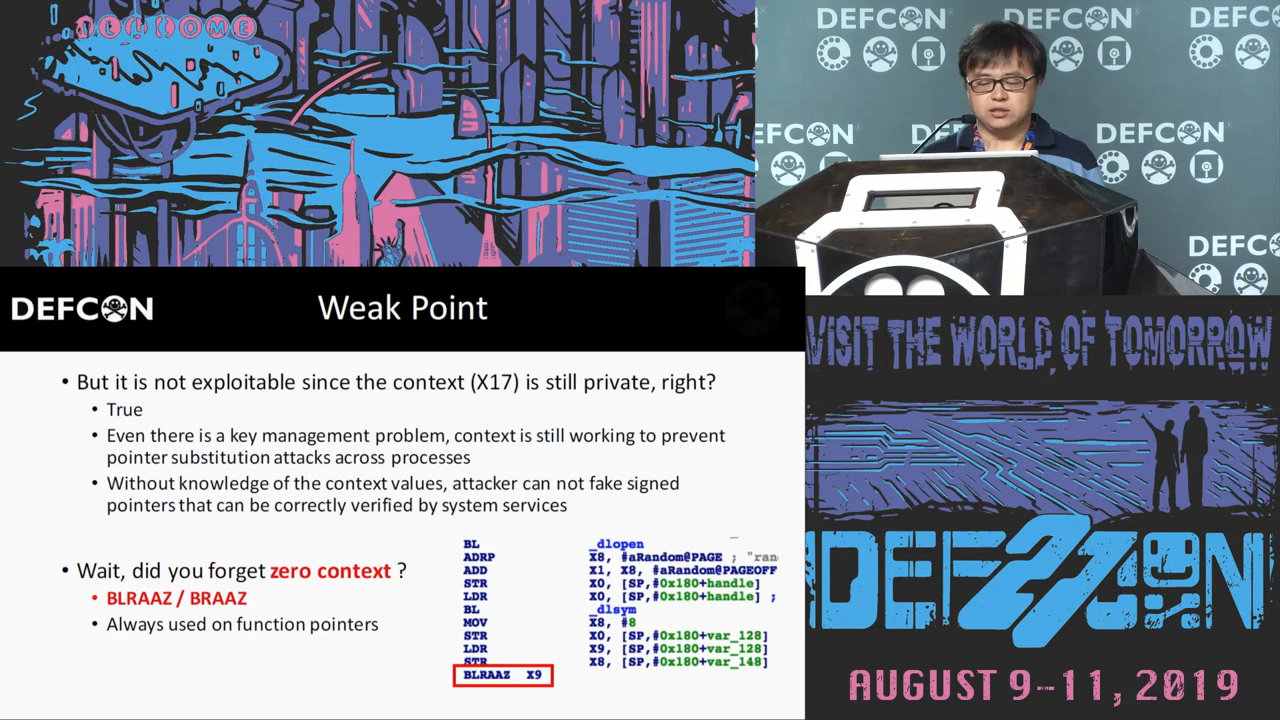 WELCOME
DEFCON
DEFCON
DEFC
DEFCON
DEFCON
DEFCON
DEFC
DEFCON
Weak Point
• But it is not exploitable since the context (X17) is still private, right?
• True
• Even there is a key management problem, context is still working to prevent
pointer substitution attacks across processes
• Without knowledge of the context values, attacker can not fake signed
pointers that can be correctly verified by system services
• Wait, did you forget zero context ?
• BLRAAZ / BRAAZ
• Always used on function pointers
BL _dlopen
ADRP X8, #aRandom@PAGE ; "ran
ADD X1, X8, #aRandom@PAGEOFF
STR X0, [SP,#0x180+handle]
LDR X0, [SP,#0x180+handle] ;
BL _dlsym
MOV X8, #8
STR X0, [SP,#0x180+var_128]
LDR X9, [SP,#0x180+var_128]
STR X8, [SP,#0x180+var_148]
BLRAAZ X9
VISIT THE WORLD OF TOMORROW
DEF27CON
AUGUST 9-11, 2019